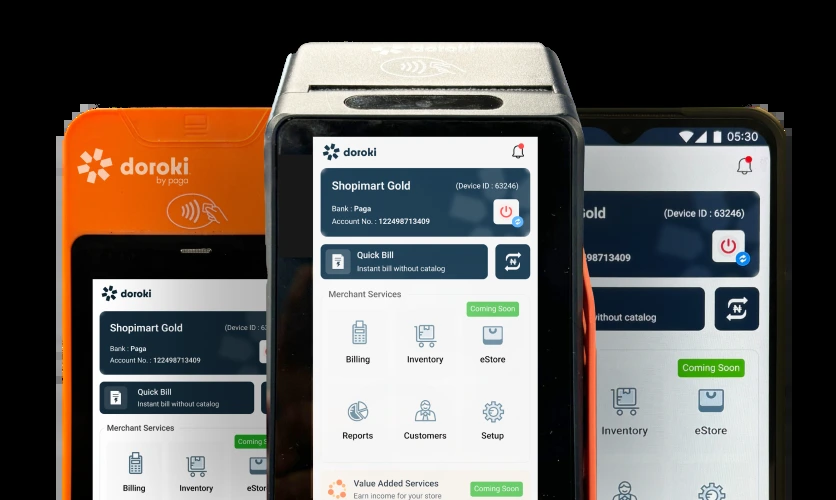 doroki
doroki
by paga
doroki
Shopimart Gold
(Device ID : 63246)
Bank : Paga
Account No. : 122498713409
Quick Bill
Instant bill without catalog
Merchant Services
Coming Soon
Billing
Inventory
eStore
Reports
Customers
Setup
Value Added Services
Earn income for your store
Coming Soon
doroki
Shopimart Gold
(Device ID : 63
Bank : Paga
Account No. : 122498713409
Quick Bill
Instant bill without catalog
Merchant Services
Coming S
Billing
Inventory
eStor
05:30
Gold
(Device ID : 63246)
98713409
without catalog
Coming Soon
Inventory
eStore